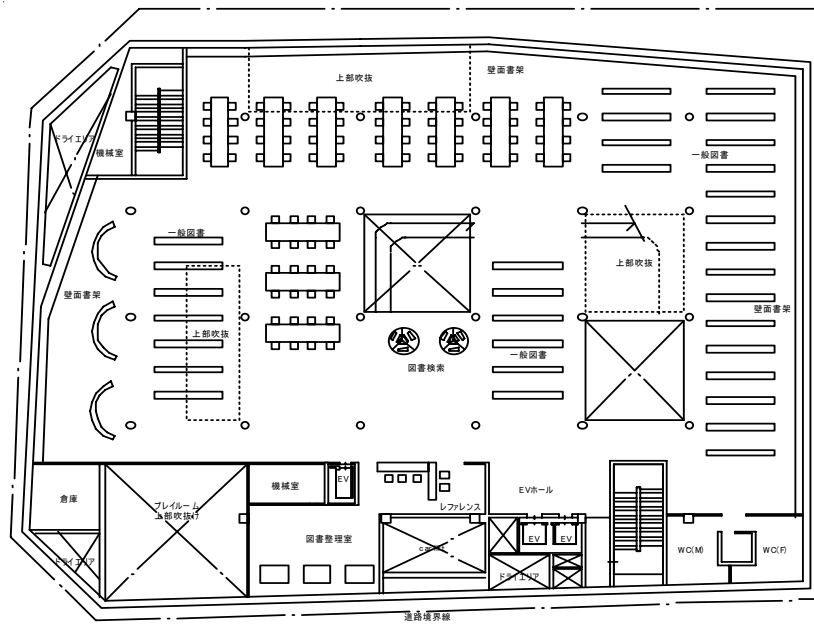 上部吹抜
壁面書架
ドライエリア
機械室
一般図書
一般図書
上部吹抜
壁面書架
壁面書架
上部吹抜
一般図書
図書検索
EV
倉庫
機械室
EVホール
プレイルーム
上部吹抜け
レファレンス
図書整理室
EV
EV
WC(M)
WC(F)
ドライエリア
ドライエリア
道路境界線